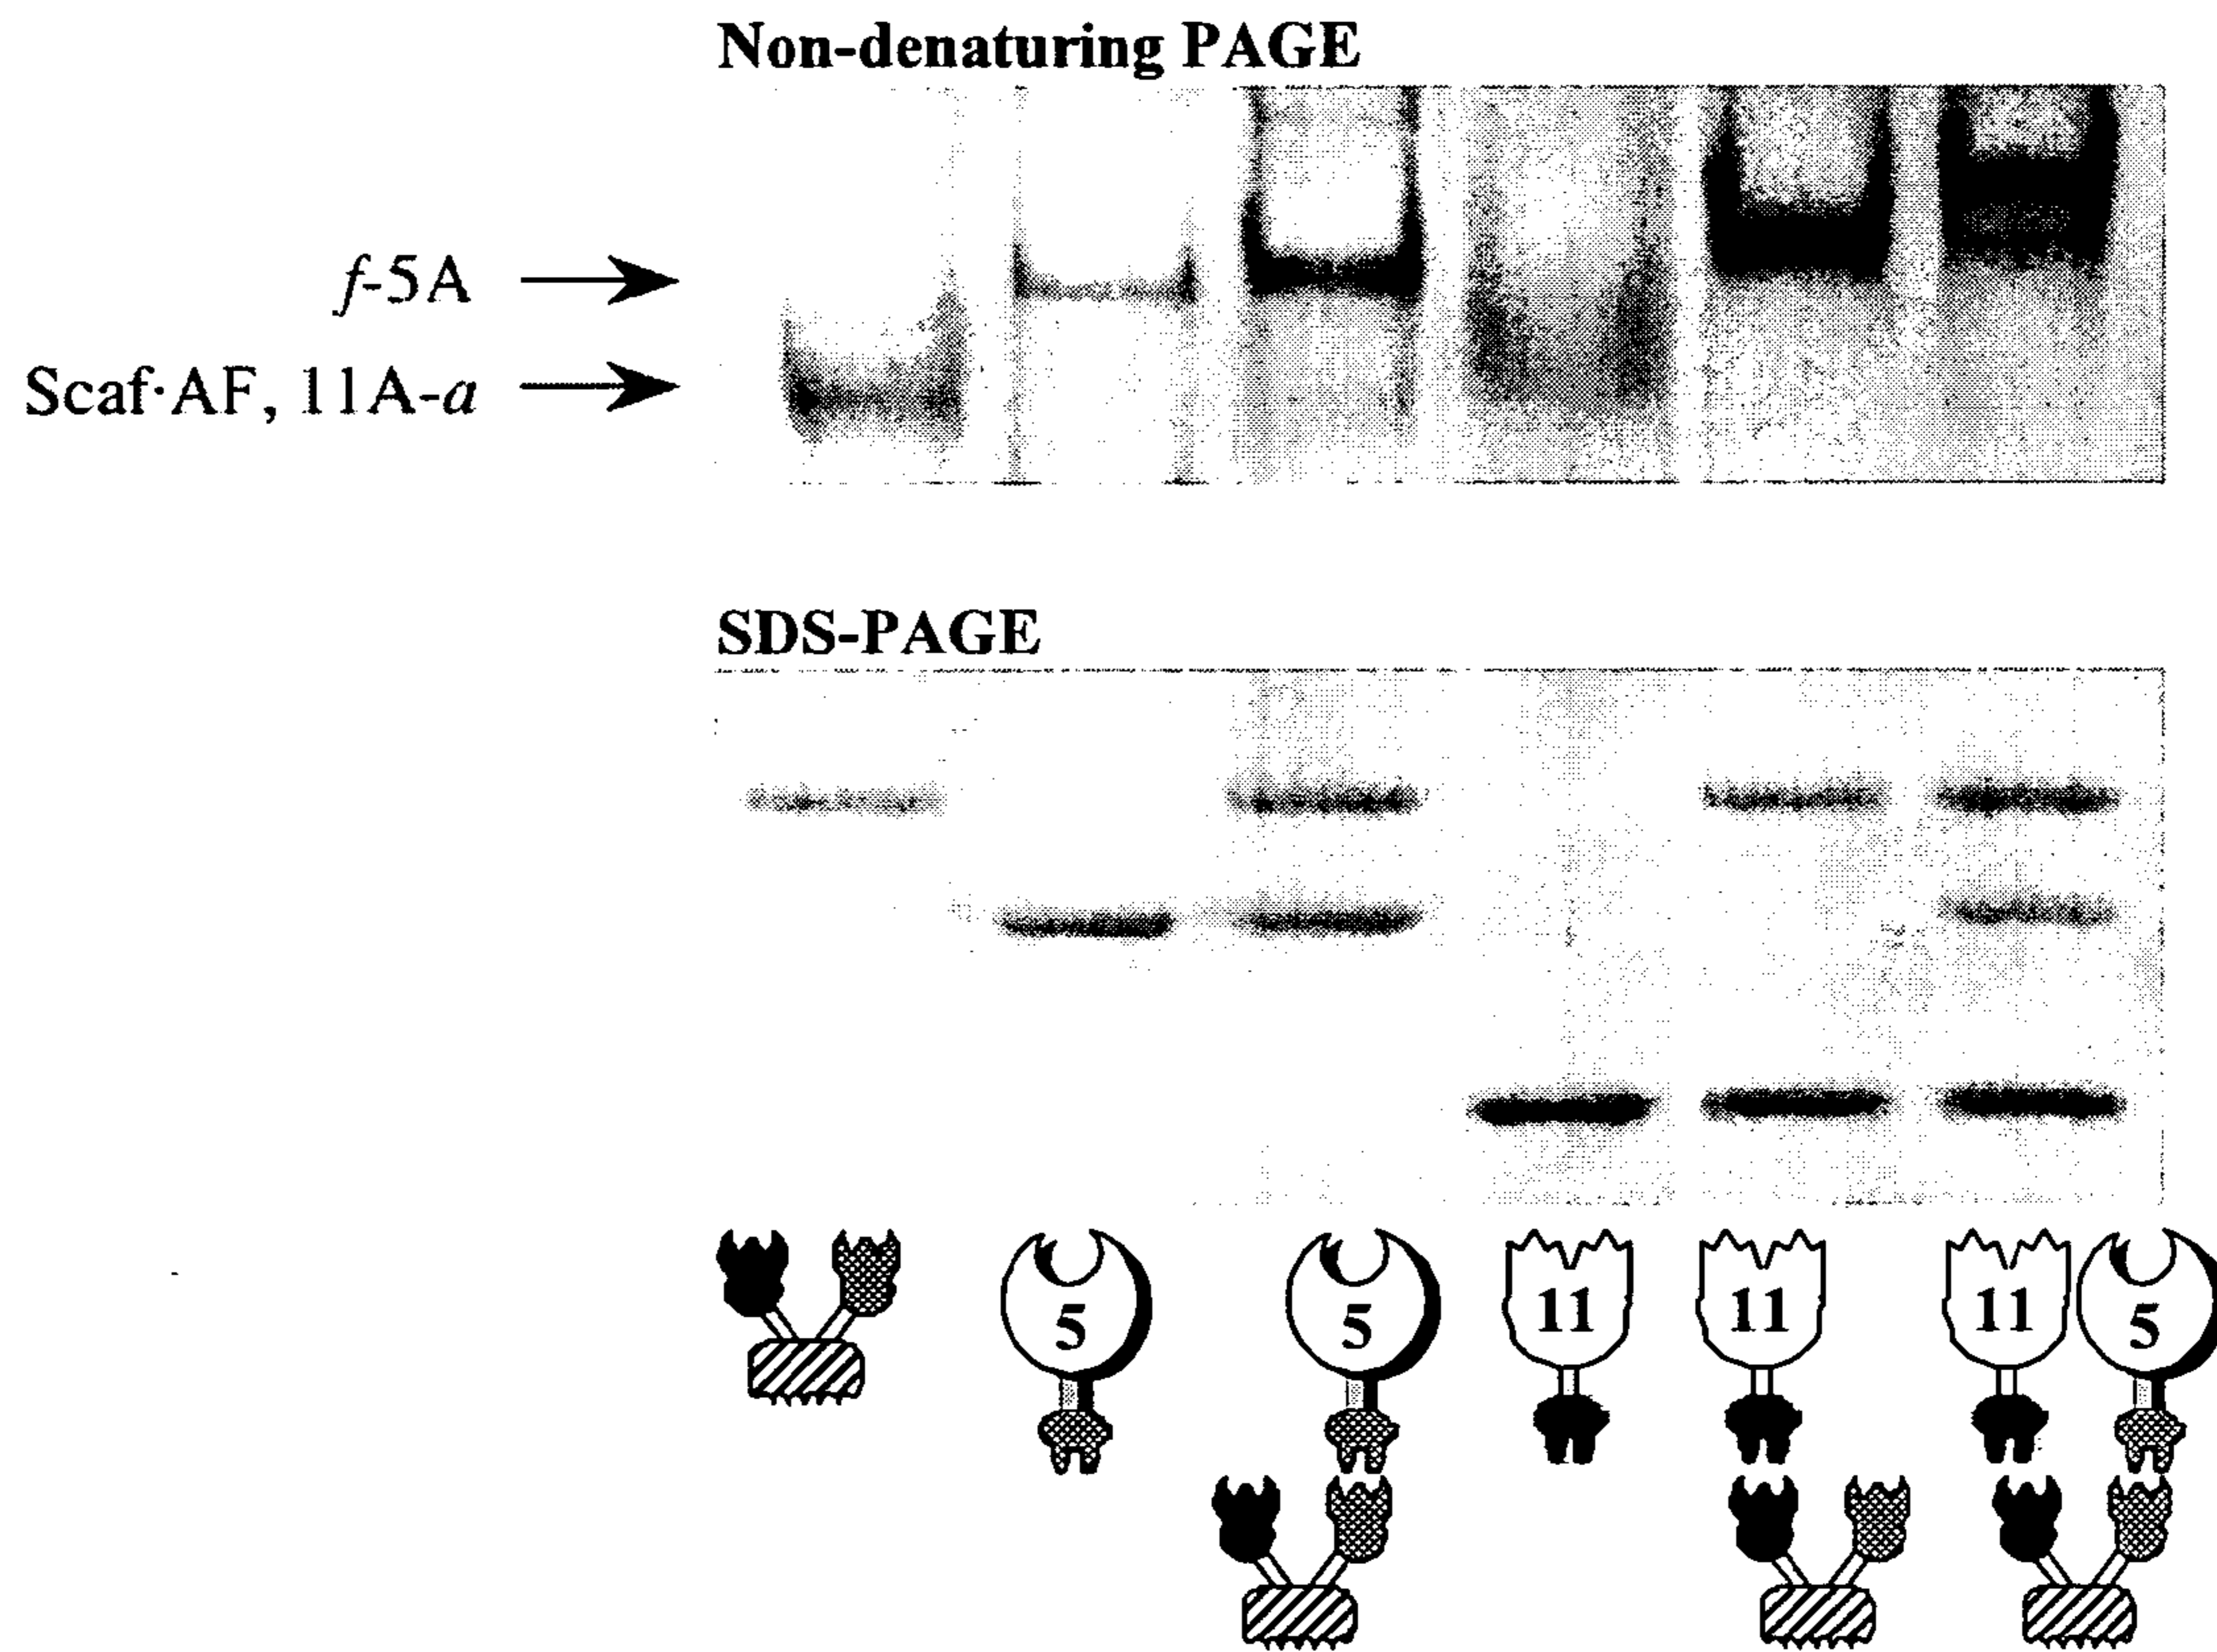 Non-denaturing PAGE
f-5A
Scaf·AF, 11A-a
SDS-PAGE
5 5 11 11 11 5